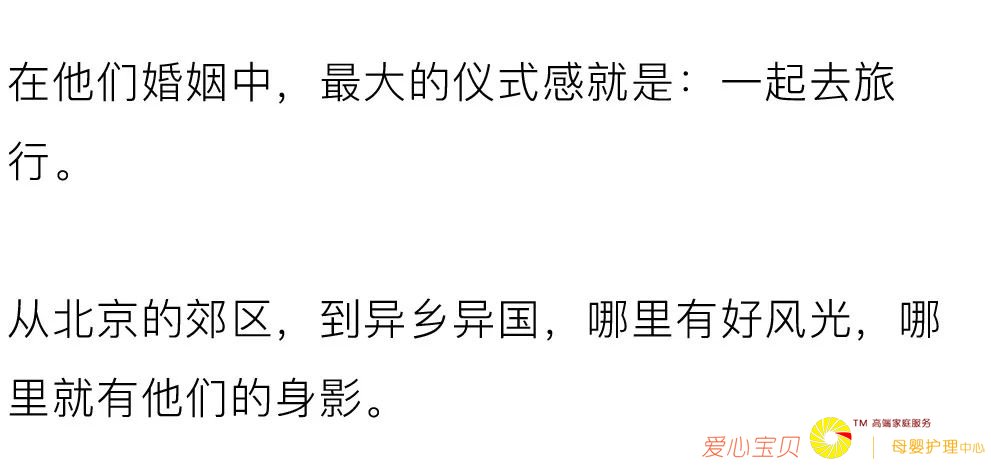 在他们婚姻中，最大的仪式感就是：一起去旅
行。
从北京的郊区，到异乡异国，哪里有好风光，哪
里就有他们的身影。
TM 高端家庭服务
爱心宝贝 母婴护理中心